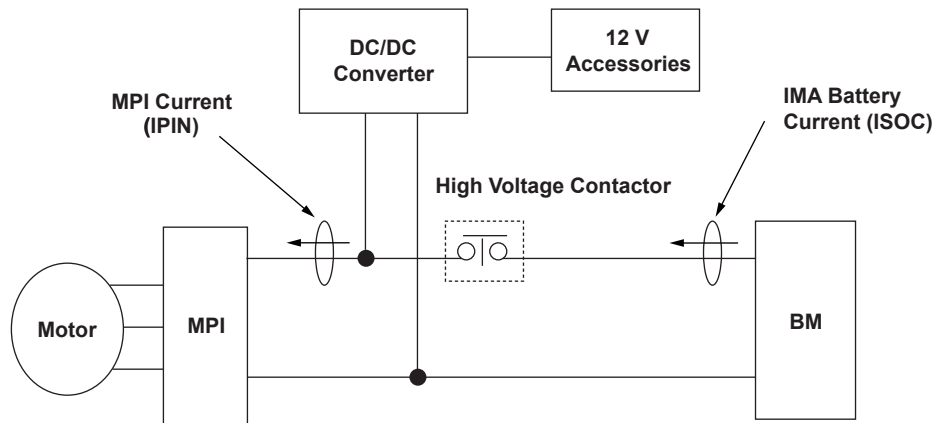 DC/DC
Converter
12 V
Accessories
MPI Current
(IPIN)
IMA Battery
Current (ISOC)
High Voltage Contactor
Motor
MPI
BM